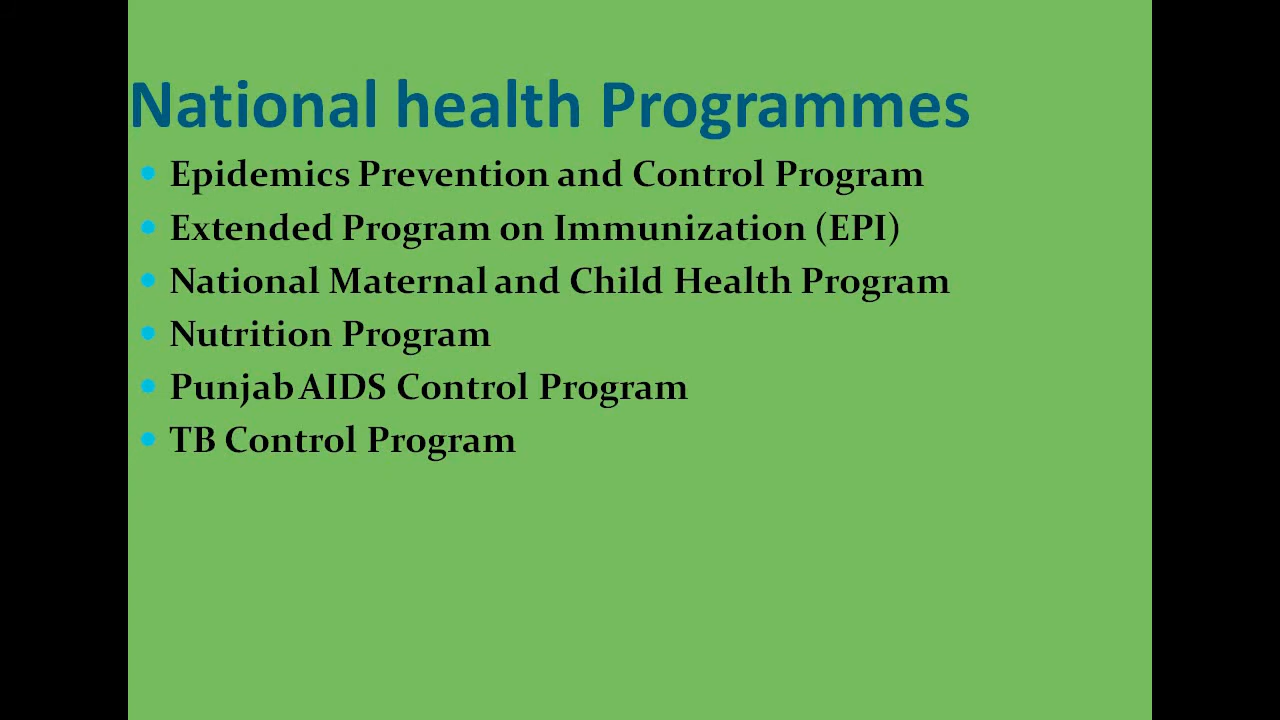 National health Programmes
Epidemics Prevention and Control Program
Extended Program on Immunization (EPI)
National Maternal and Child Health Program
Nutrition Program
Punjab AIDS Control Program
TB Control Program